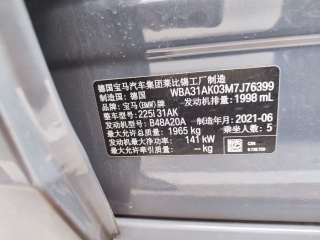 德国宝马汽车集团莱比锡工厂制造
制造国：德国 WBA31AK03M7J76399
品牌：宝马(BMW)牌 发动机排量：1998 mL
整车型号：225i 31AK
发动机型号：B48A20A 制造年月：2021-06
最大允许总质量：1965 kg 乘坐人数：5
发动机最大净功率：141 kW
最大允许牵引质量：-- kg